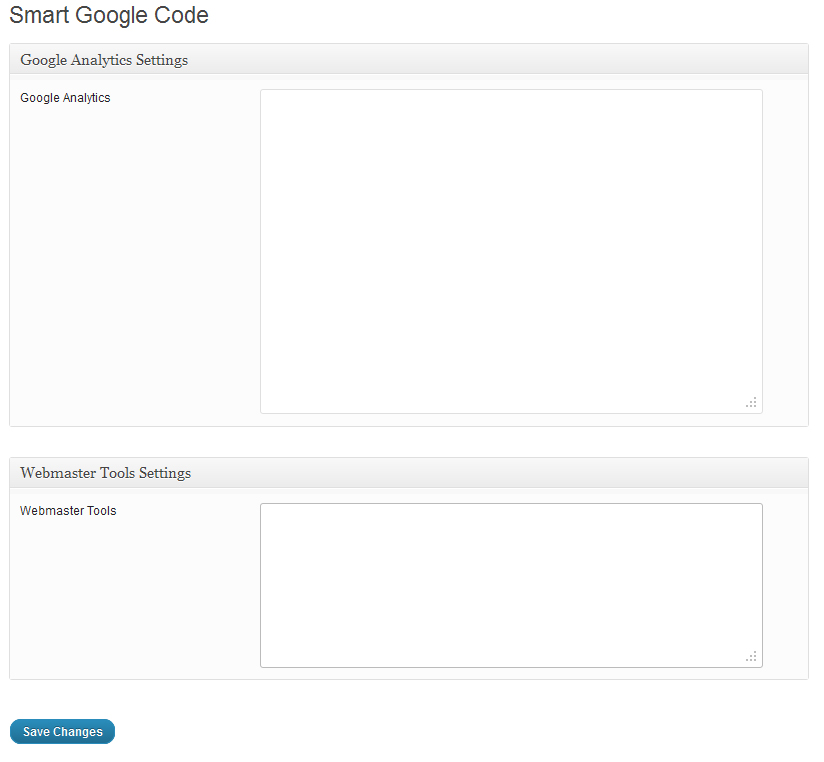 Smart Google Code
Google Analytics Settings
Google Analytics
Webmaster Tools Settings
Webmaster Tools
Save Changes